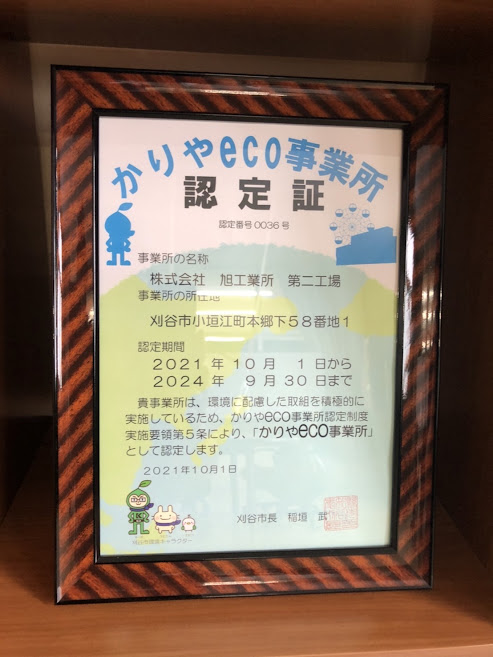 かりやeco事業所
認定証
認定番号0036号
事業所の名称
株式会社 旭工業所 第二工場
事業所の所在地
刈谷市小垣江町本郷下58番地1
認定期間
2021年10月 1日から
2024年 9月30日まで
貴事業所は、環境に配慮した取組を積極的に
実施しているため、かりやeco事業所認定制度
実施要領第5条により、「かりやeco事業所」
として認定します。
2021年10月1日
刈谷市長 稲垣 武